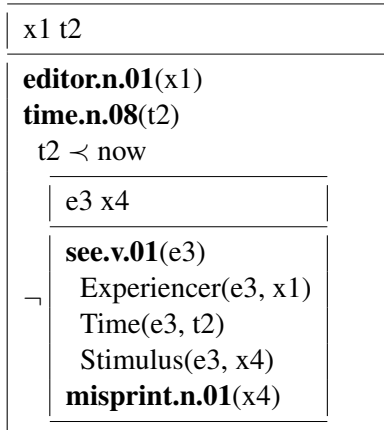 x1 t2
editor.n.01(x1)
time.n.08(t2)
t2 ≺ now
e3 x4
see.v.01(e3)
Experiencer(e3, x1)
¬ Time(e3, t2)
Stimulus(e3, x4)
misprint.n.01(x4)